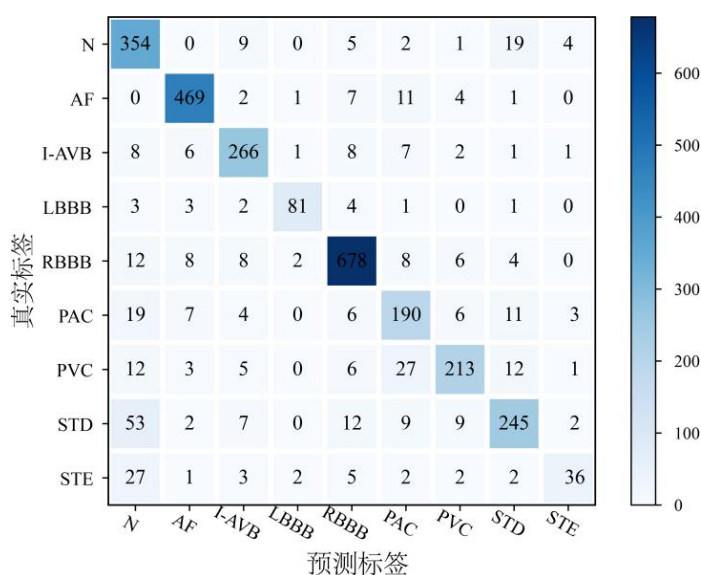 N 354 0 9 0 5 2 1 19 4
AF 0 469 2 1 7 11 4 1 0
I-AVB 8 6 266 1 8 7 2 1 1
LBBB 3 3 2 81 4 1 0 1 0
RBBB 12 8 8 2 678 8 6 4 0
PAC 19 7 4 0 6 190 6 11 3
PVC 12 3 5 0 6 27 213 12 1
STD 53 2 7 0 12 9 9 245 2
STE 27 1 3 2 5 2 2 2 36
N AF I-AVB LBBB RBBB PAC PVC STD STE
真实标签
预测标签
600
500
400
300
200
100
0